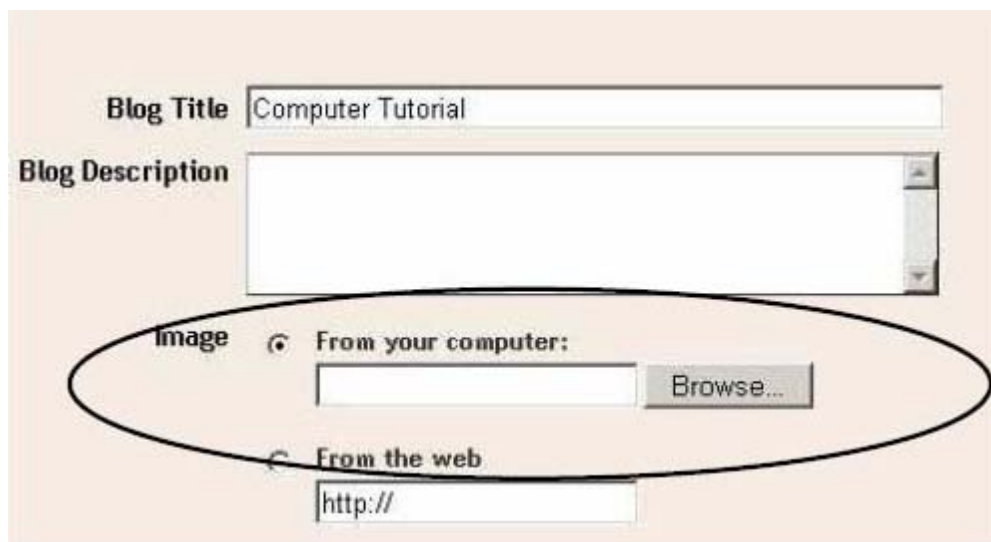 Blog Title Computer Tutorial
Blog Description
Image From your computer:
Browse...
From the web
http://